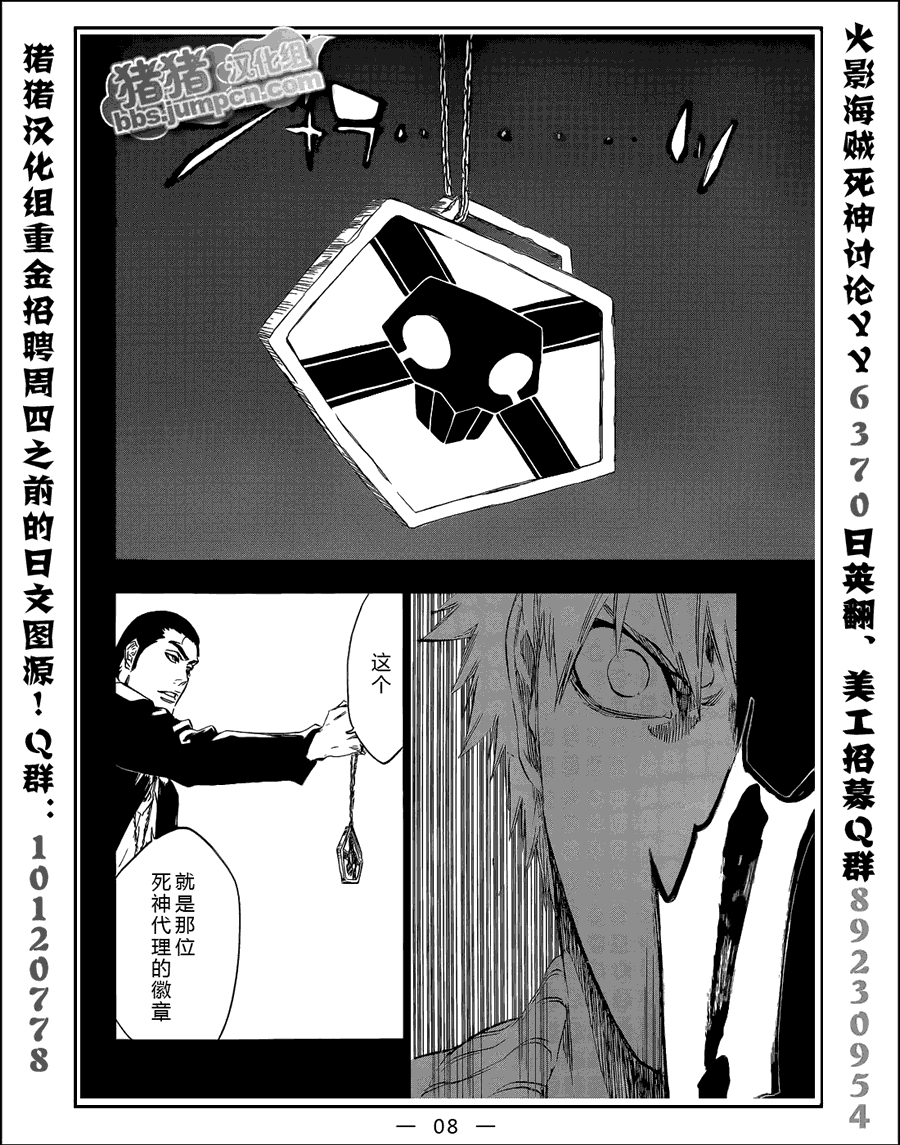 猪猪汉化组
bbs.jumpcn.com
火影海贼死神讨论YY6370日英翻、美工招募Q群89230954
猪猪汉化组重金招聘周四之前的日文图源！Q群：10120778
这个
就是那位
死神代理的徽章
— 08 —